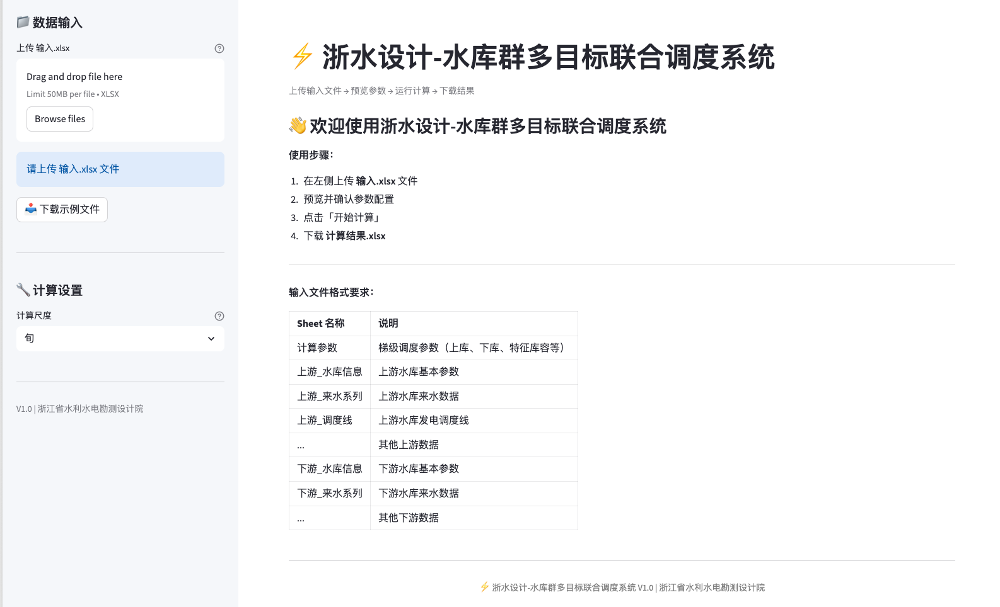 数据输入
上传 输入.xlsx
Drag and drop file here
Limit 50MB per file • XLSX
Browse files
请上传 输入.xlsx 文件
下载示例文件
计算设置
计算尺度
旬
V1.0 | 浙江省水利水电勘测设计院
浙水设计-水库群多目标联合调度系统
上传输入文件 → 预览参数 → 运行计算 → 下载结果
欢迎使用浙水设计-水库群多目标联合调度系统
使用步骤：
1. 在左侧上传 输入.xlsx 文件
2. 预览并确认参数配置
3. 点击「开始计算」
4. 下载 计算结果.xlsx
输入文件格式要求：
Sheet 名称 说明
计算参数 梯级调度参数（上库、下库、特征库容等）
上游_水库信息 上游水库基本参数
上游_来水系列 上游水库来水数据
上游_调度线 上游水库发电调度线
... 其他上游数据
下游_水库信息 下游水库基本参数
下游_来水系列 下游水库来水数据
... 其他下游数据
浙水设计-水库群多目标联合调度系统 V1.0 | 浙江省水利水电勘测设计院